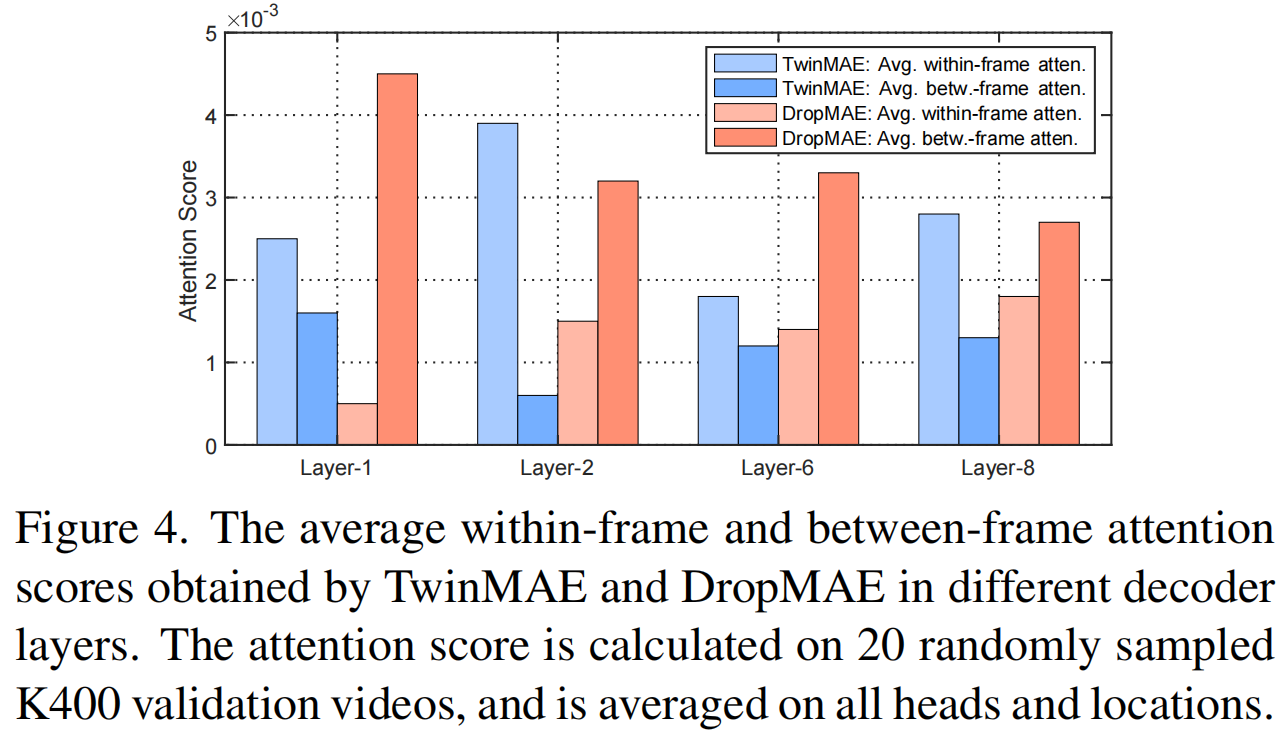 ×10⁻³
5
4
3
2
1
0
Attention Score
TwinMAE: Avg. within-frame atten.
TwinMAE: Avg. betw.-frame atten.
DropMAE: Avg. within-frame atten.
DropMAE: Avg. betw.-frame atten.
Layer-1 Layer-2 Layer-6 Layer-8
Figure 4. The average within-frame and between-frame attention
scores obtained by TwinMAE and DropMAE in different decoder
layers. The attention score is calculated on 20 randomly sampled
K400 validation videos, and is averaged on all heads and locations.